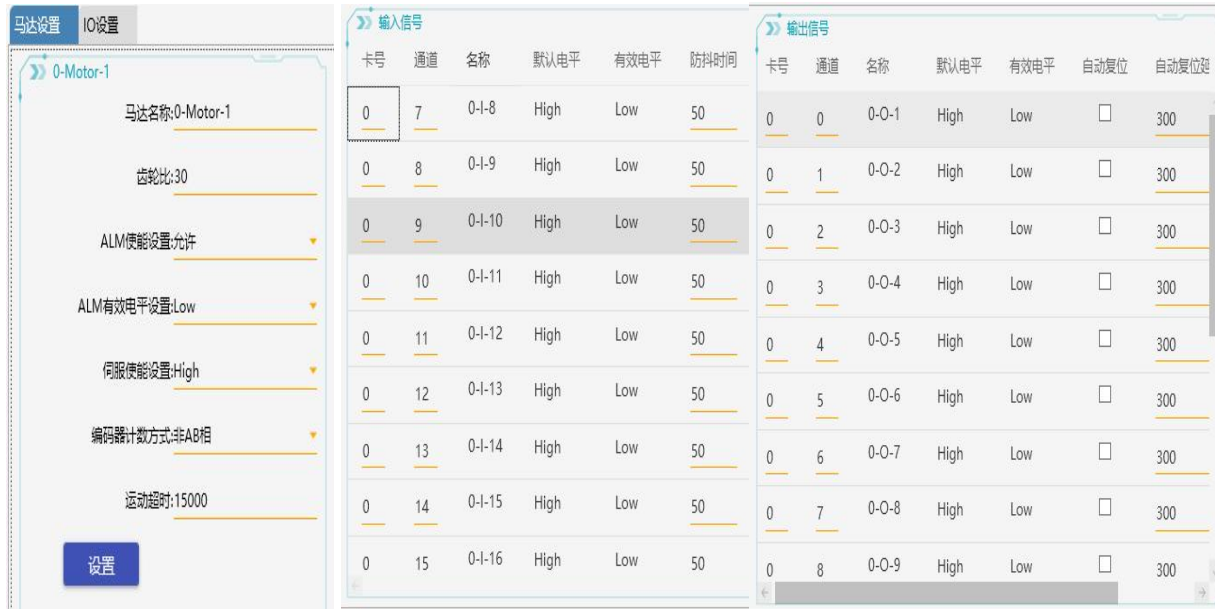 马达设置 IO设置
0-Motor-1
马达名称:0-Motor-1
齿轮比:30
ALM使能设置:允许
ALM有效电平设置:Low
伺服使能设置:High
编码器计数方式:非AB相
运动超时:15000
设置
输入信号
卡号 通道 名称 默认电平 有效电平 防抖时间
0 7 0-I-8 High Low 50
0 8 0-I-9 High Low 50
0 9 0-I-10 High Low 50
0 10 0-I-11 High Low 50
0 11 0-I-12 High Low 50
0 12 0-I-13 High Low 50
0 13 0-I-14 High Low 50
0 14 0-I-15 High Low 50
0 15 0-I-16 High Low 50
输出信号
卡号 通道 名称 默认电平 有效电平 自动复位 自动复位延
0 0 0-O-1 High Low 300
0 1 0-O-2 High Low 300
0 2 0-O-3 High Low 300
0 3 0-O-4 High Low 300
0 4 0-O-5 High Low 300
0 5 0-O-6 High Low 300
0 6 0-O-7 High Low 300
0 7 0-O-8 High Low 300
0 8 0-O-9 High Low 300